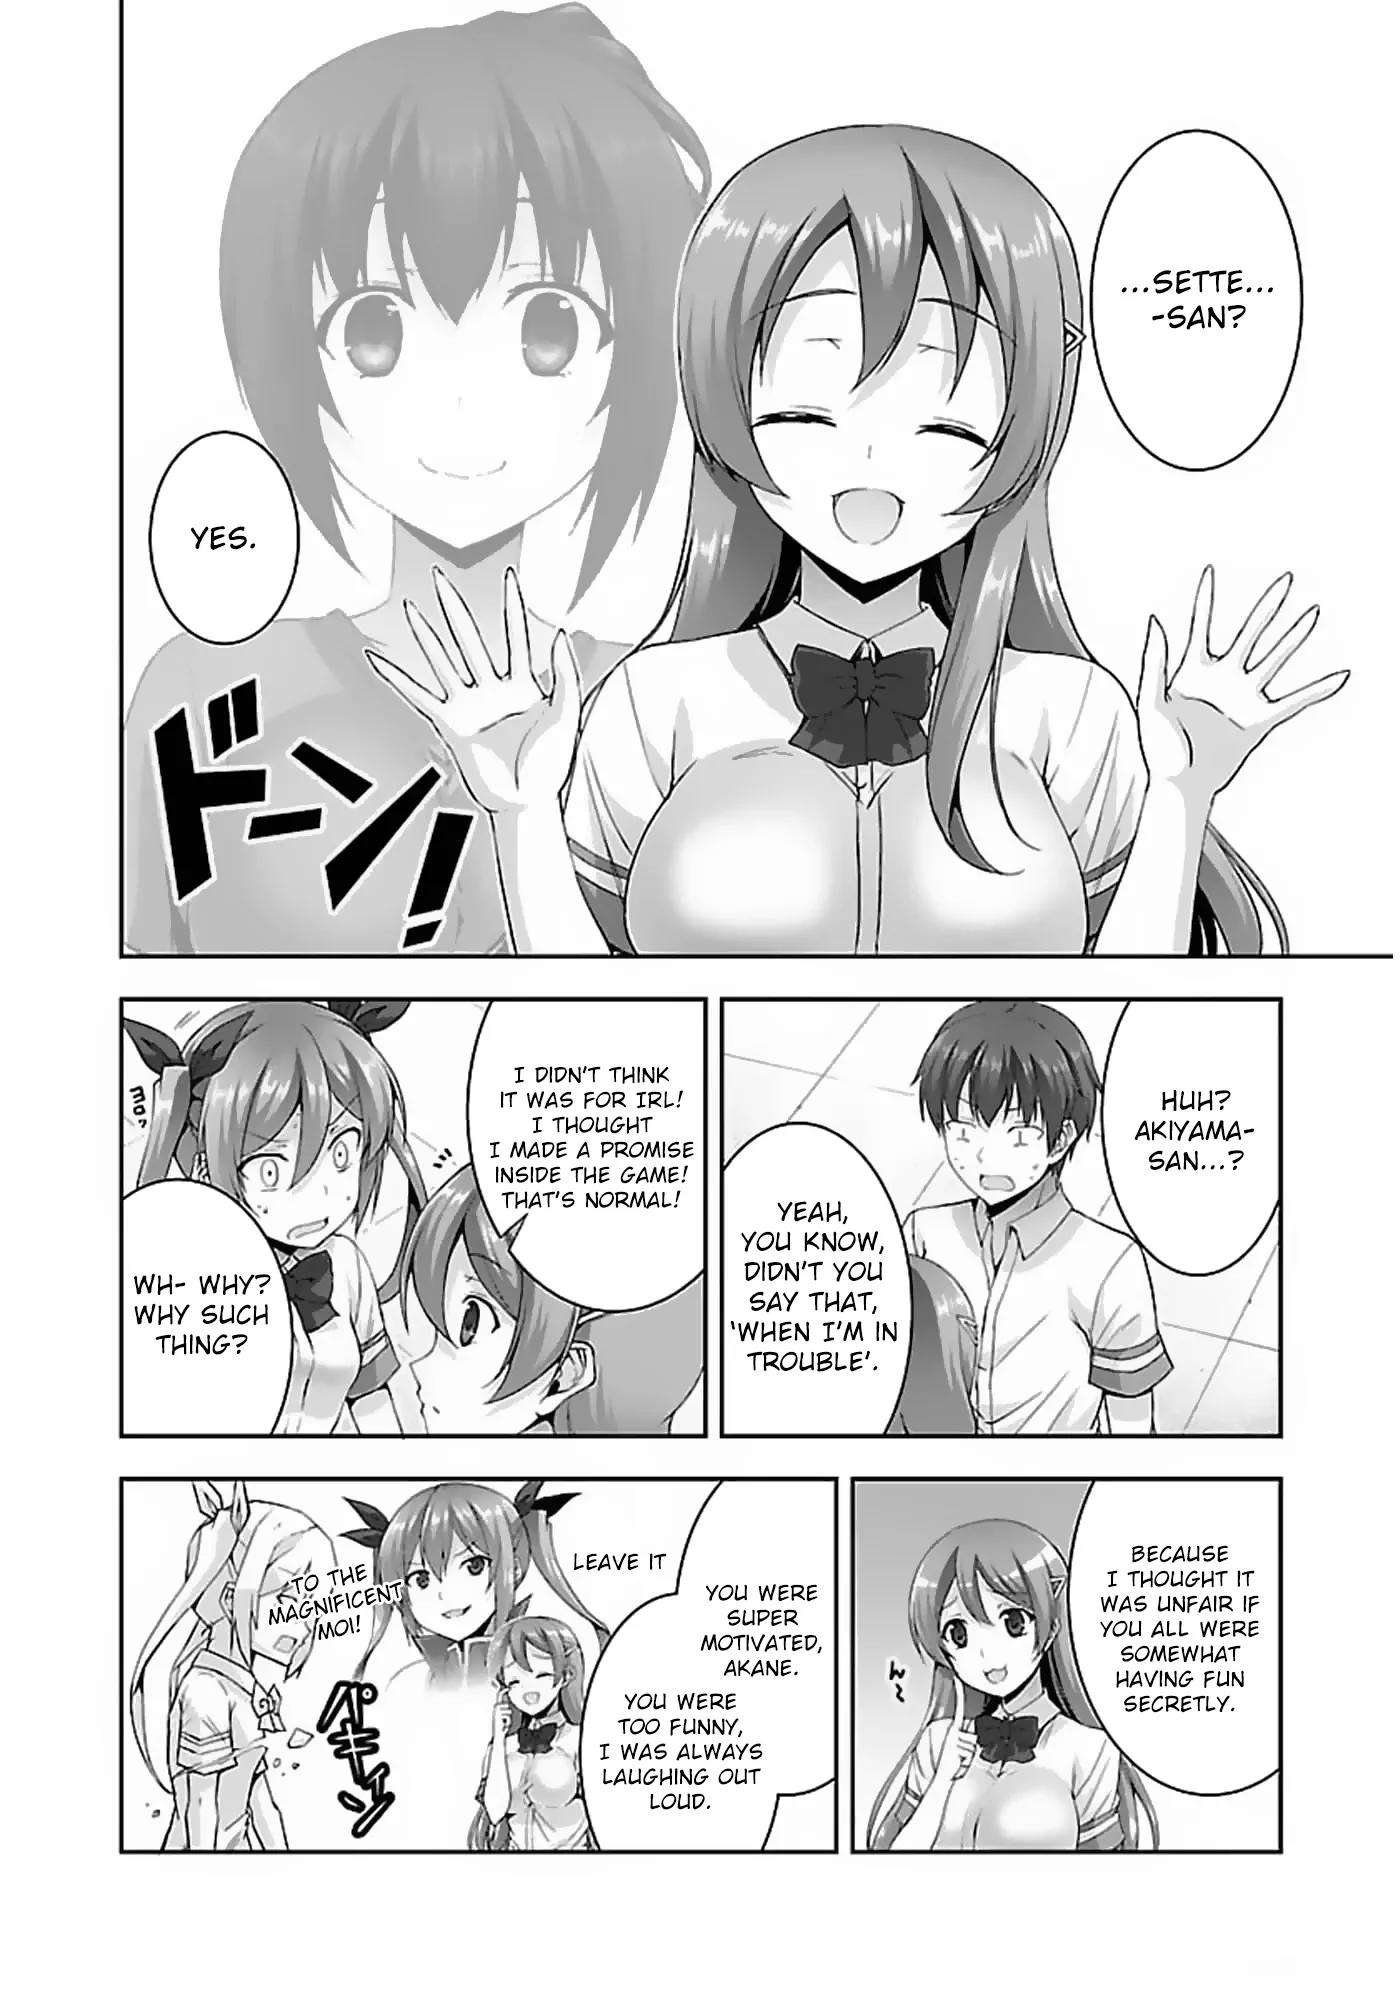 ...SETTE...
-SAN?
YES.
ドーン!
HUH?
AKIYAMA-
SAN...?
YEAH,
YOU KNOW,
DIDN'T YOU
SAY THAT,
'WHEN I'M IN
TROUBLE'.
I DIDN'T THINK
IT WAS FOR IRL!
I THOUGHT
I MADE A PROMISE
INSIDE THE GAME!
THAT'S NORMAL!
WH- WHY?
WHY SUCH
THING?
BECAUSE
I THOUGHT IT
WAS UNFAIR IF
YOU ALL WERE
SOMEWHAT
HAVING FUN
SECRETLY.
ん〜
YOU WERE
SUPER
MOTIVATED,
AKANE.
YOU WERE
TOO FUNNY,
I WAS ALWAYS
LAUGHING OUT
LOUD.
LEAVE IT
TO THE
MAGNIFICENT
MOI!
ペキィン